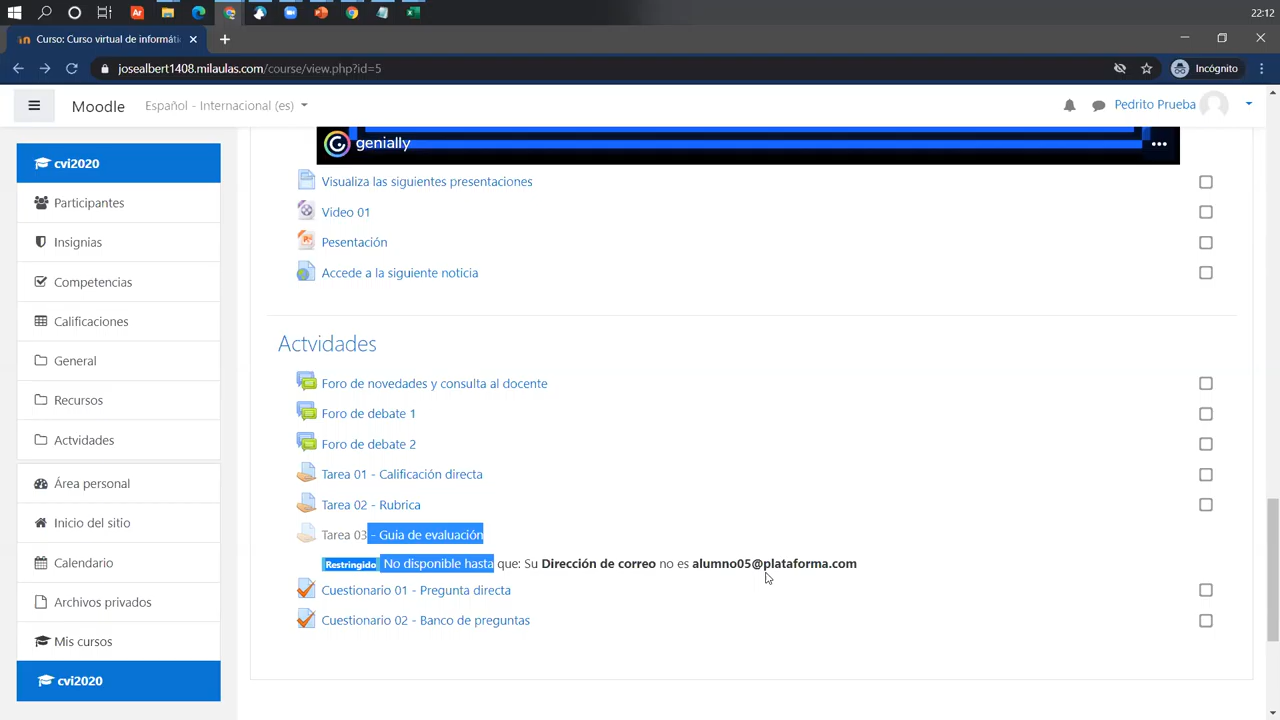 22:12
Curso: Curso virtual de informáti
josealbert1408.milaulas.com/course/view.php?id=5
Incógnito
Moodle
Español - Internacional (es)
Pedrito Prueba
genially
cvi2020
Participantes
Insignias
Competencias
Calificaciones
General
Recursos
Actividades
Área personal
Inicio del sitio
Calendario
Archivos privados
Mis cursos
cvi2020
Visualiza las siguientes presentaciones
Video 01
Pesentación
Accede a la siguiente noticia
Actvidades
Foro de novedades y consulta al docente
Foro de debate 1
Foro de debate 2
Tarea 01 - Calificación directa
Tarea 02 - Rubrica
Tarea 03 - Guia de evaluación
Restringido No disponible hasta que: Su Dirección de correo no es alumno05@plataforma.com
Cuestionario 01 - Pregunta directa
Cuestionario 02 - Banco de preguntas